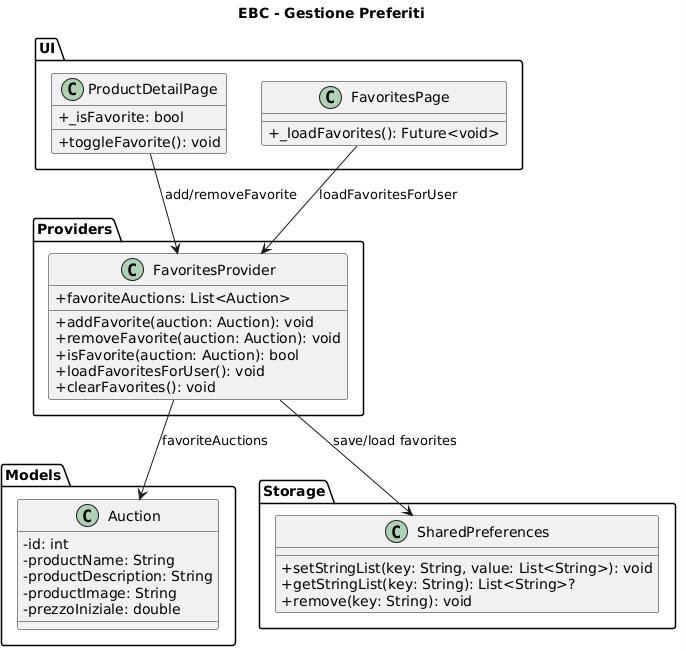 EBC - Gestione Preferiti
UI
C ProductDetailPage
+_isFavorite: bool
+toggleFavorite(): void
C FavoritesPage
+_loadFavorites(): Future<void>
add/removeFavorite
loadFavoritesForUser
Providers
C FavoritesProvider
+favoriteAuctions: List<Auction>
+addFavorite(auction: Auction): void
+removeFavorite(auction: Auction): void
+isFavorite(auction: Auction): bool
+loadFavoritesForUser(): void
+clearFavorites(): void
favoriteAuctions
save/load favorites
Models
C Auction
-id: int
-productName: String
-productDescription: String
-productImage: String
-prezzoIniziale: double
Storage
C SharedPreferences
+setStringList(key: String, value: List<String>): void
+getStringList(key: String): List<String>?
+remove(key: String): void